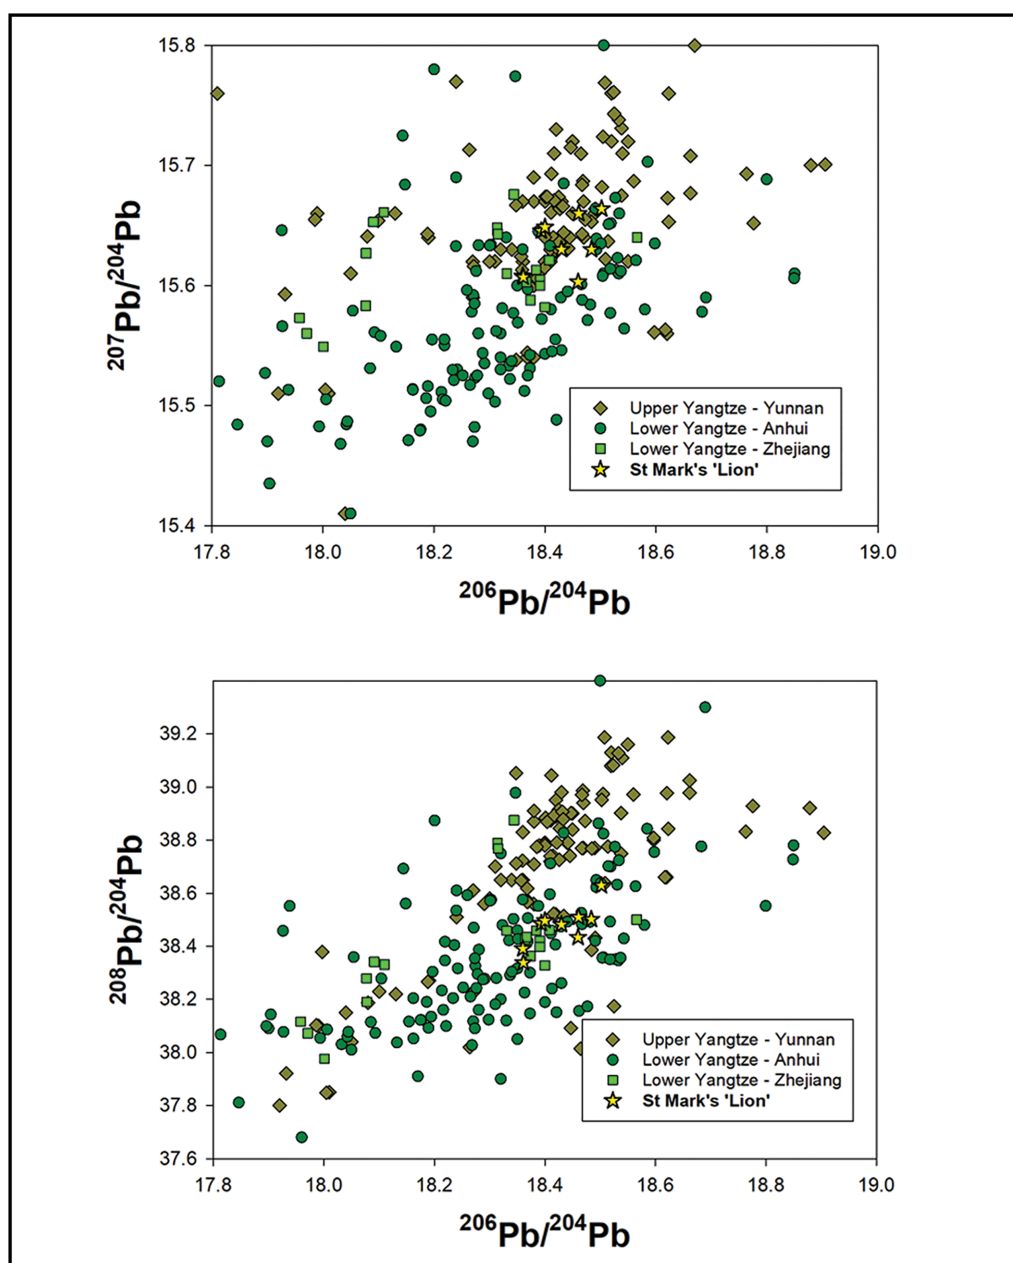 15.8
15.7
15.6
15.5
15.4
207Pb/204Pb
Upper Yangtze - Yunnan
Lower Yangtze - Anhui
Lower Yangtze - Zhejiang
St Mark's 'Lion'
17.8 18.0 18.2 18.4 18.6 18.8 19.0
206Pb/204Pb
39.2
39.0
38.8
38.6
38.4
38.2
38.0
37.8
37.6
208Pb/204Pb
Upper Yangtze - Yunnan
Lower Yangtze - Anhui
Lower Yangtze - Zhejiang
St Mark's 'Lion'
17.8 18.0 18.2 18.4 18.6 18.8 19.0
206Pb/204Pb